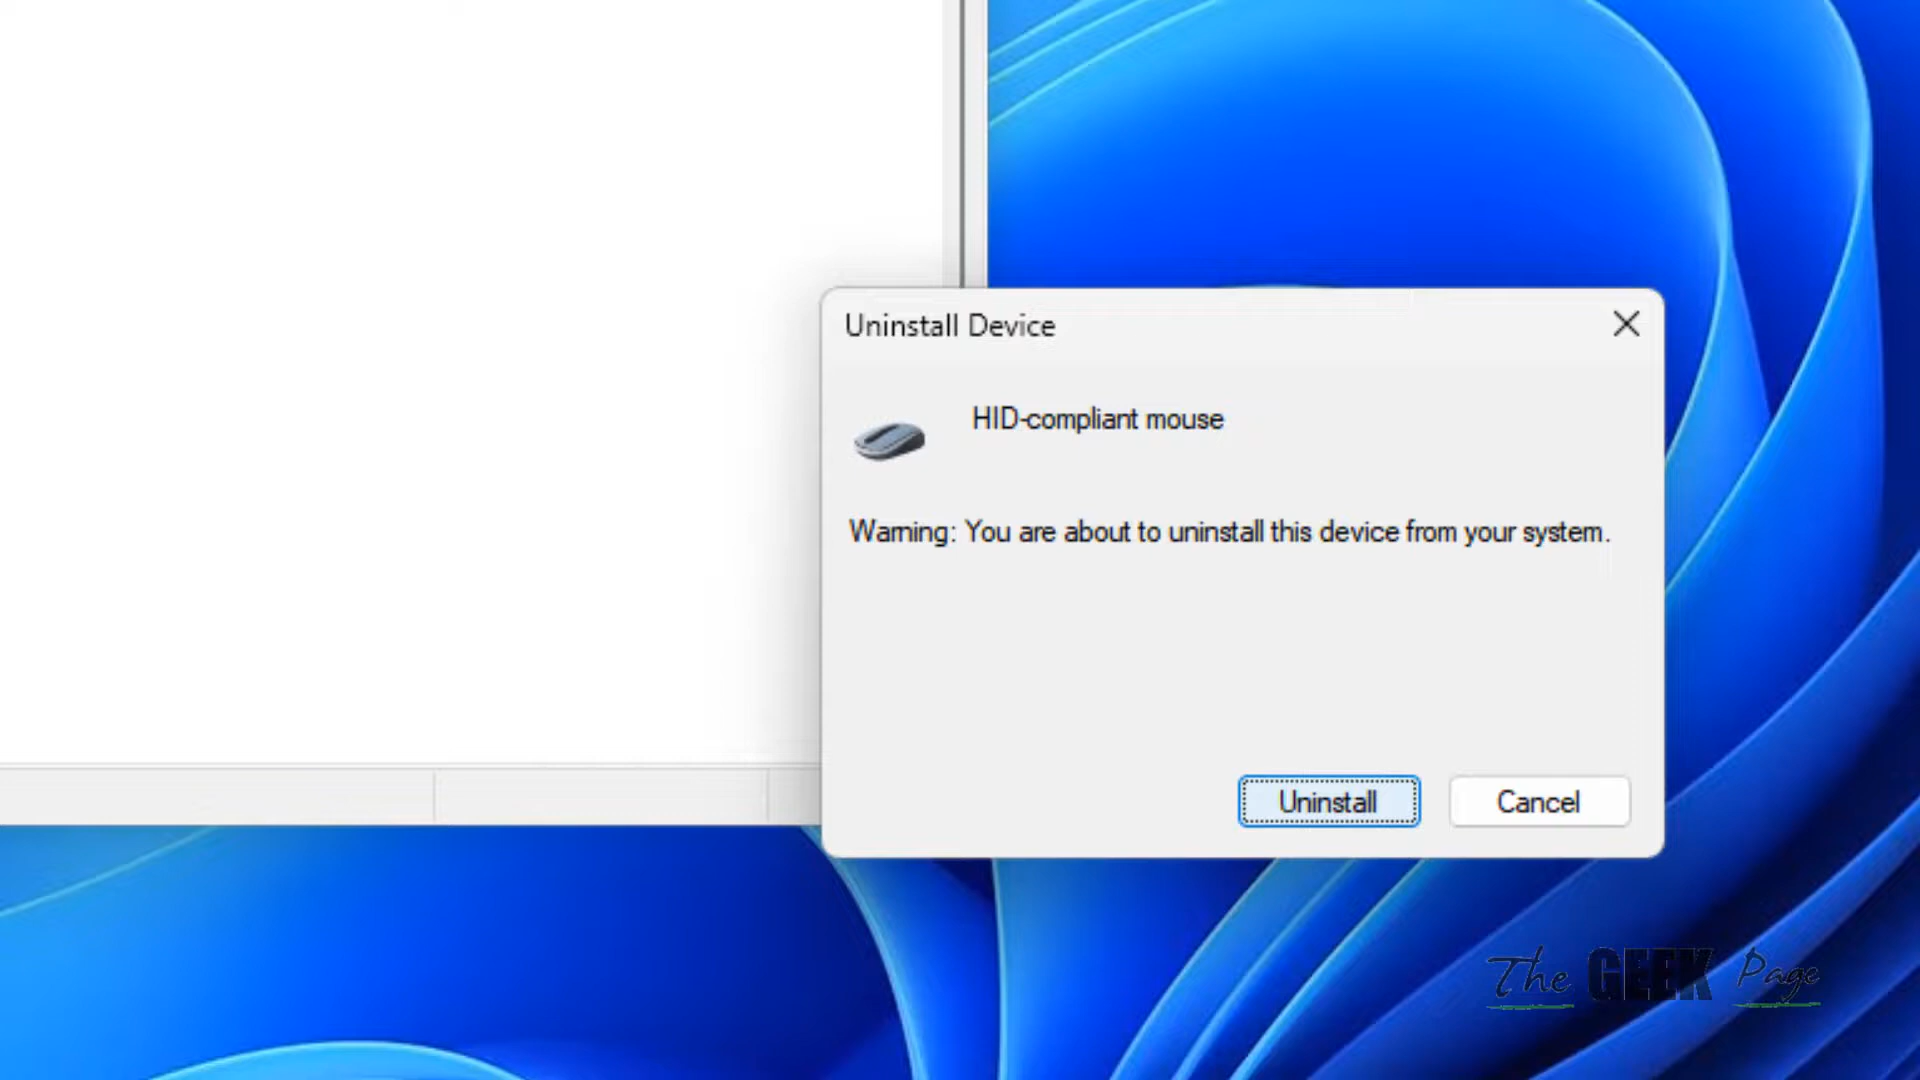 Uninstall Device
HID-compliant mouse
Warning: You are about to uninstall this device from your system.
Uninstall
Cancel
The GEEK Page